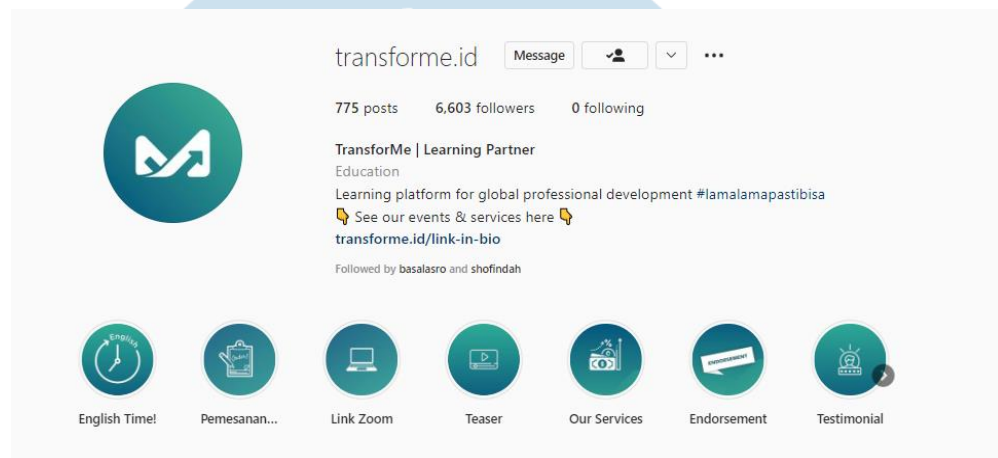 transforme.id Message
775 posts 6,603 followers 0 following
TransforMe | Learning Partner
Education
Learning platform for global professional development #lamalamapastibisa
👇 See our events & services here 👇
transforme.id/link-in-bio
Followed by basalasro and shofindah
English
ENDORSEMENT
English Time! Pemesanan... Link Zoom Teaser Our Services Endorsement Testimonial